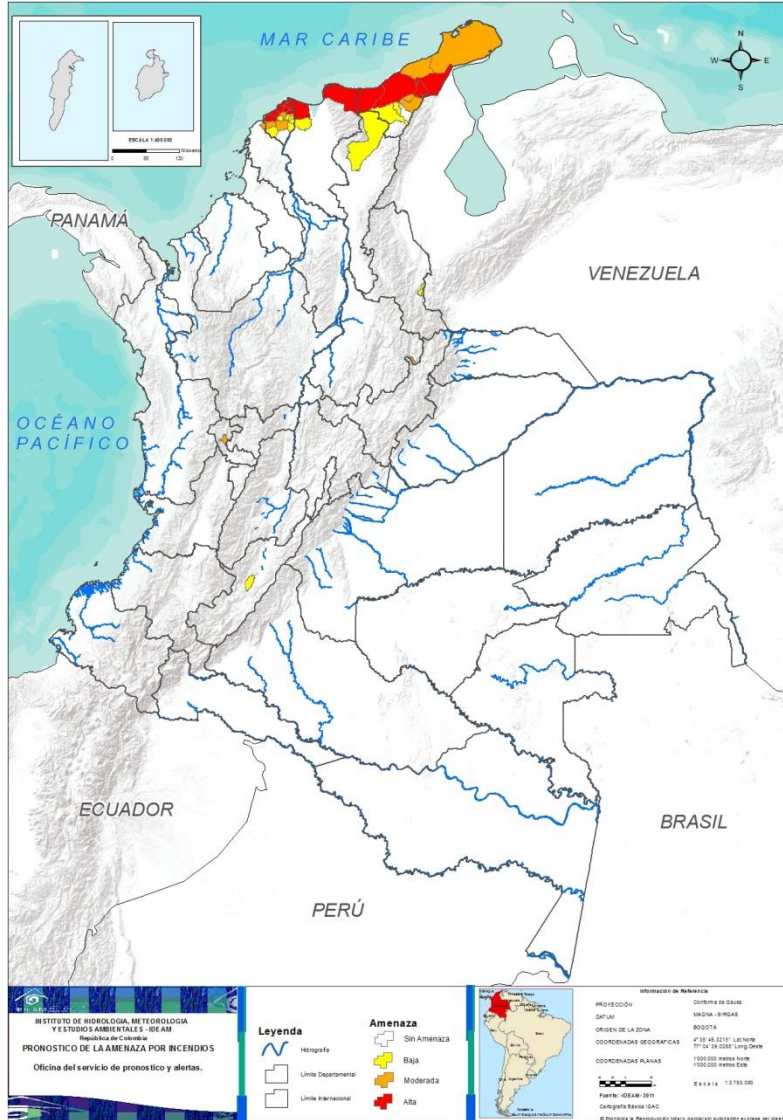 MAR CARIBE
N
W E
S
ESCALA 1:400.000
PANAMÁ
VENEZUELA
OCÉANO
PACÍFICO
ECUADOR
BRASIL
PERÚ
INSTITUTO DE HIDROLOGIA, METEOROLOGIA
Y ESTUDIOS AMBIENTALES - IDEAM
República de Colombia
PRONOSTICO DE LA AMENAZA POR INCENDIOS
Oficina del servicio de pronostico y alertas.
Leyenda
Hidrografía
Límite Departamental
Límite Internacional
Amenaza
Sin Amenaza
Baja
Moderada
Alta
Información de Referencia
PROYECCIÓN Conforme de Gauss
DATUM MAGNA - SIRGAS
ORIGEN DE LA ZONA BOGOTÁ
COORDENADAS GEOGRÁFICAS
COORDENADAS PLANAS 1'000.000 metros Norte
1'000.000 metros Este
Escara 1:3.750.000
Fuente: <IDEAM> 2011
Cartografía Básica IGAC